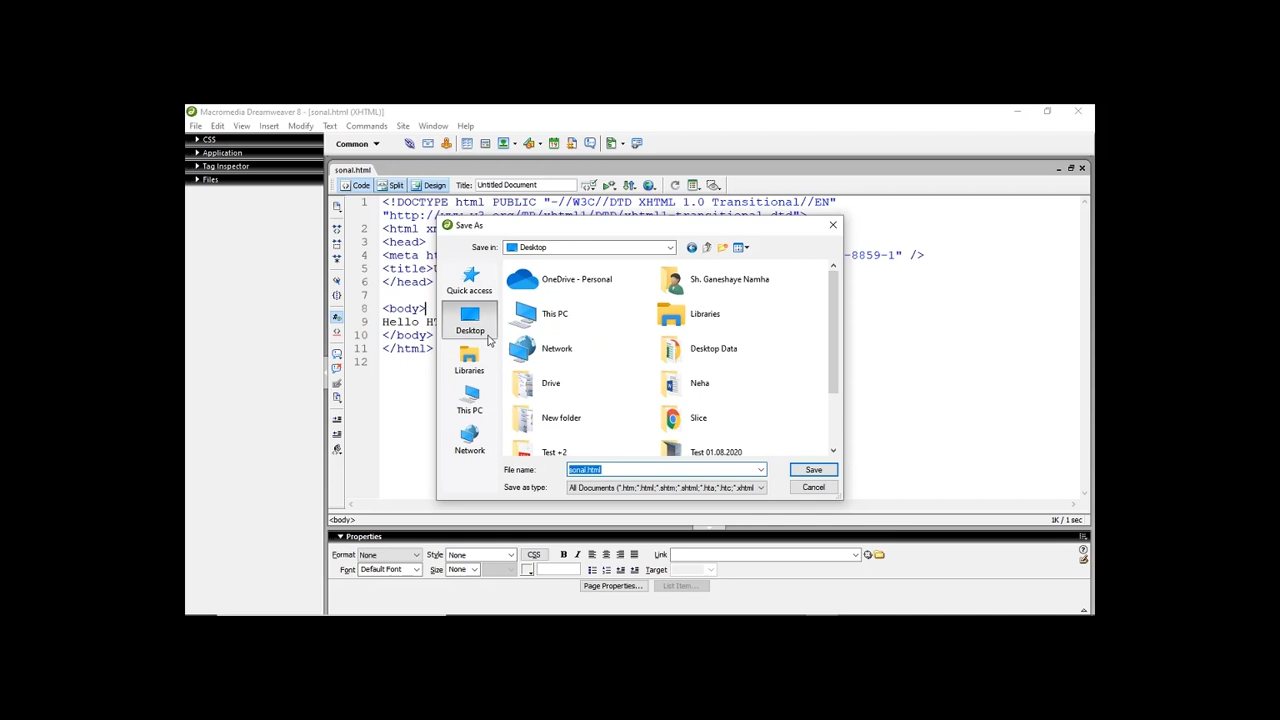 Macromedia Dreamweaver 8 - [sonal.html (XHTML)]
File Edit View Insert Modify Text Commands Site Window Help
CSS
Application
Tag Inspector
Files
Common
sonal.html
Code Split Design Title: Untitled Document
1 <!DOCTYPE html PUBLIC "-//W3C//DTD XHTML 1.0 Transitional//EN"
2 <html
3 <head>
4 <meta 8859-1" />
5 <title>
6 </head>
7
8 <body>
9 Hello
10 </body>
11 </html>
12
Save As
Save in: Desktop
Quick access
Desktop
Libraries
This PC
Network
OneDrive - Personal
Sh. Ganeshaye Namha
This PC
Libraries
Network
Desktop Data
Drive
Neha
New folder
Slice
Test +2
Test 01.08.2020
File name: sonal.html
Save
Save as type: All Documents (*.htm;*.html;*.shtm;*.shtml;*.hta;*.htc;*.xhtml
Cancel
<body>
1K / 1 sec
Properties
Format None Style None CSS B I Link
Font Default Font Size None Target
Page Properties... List Item...